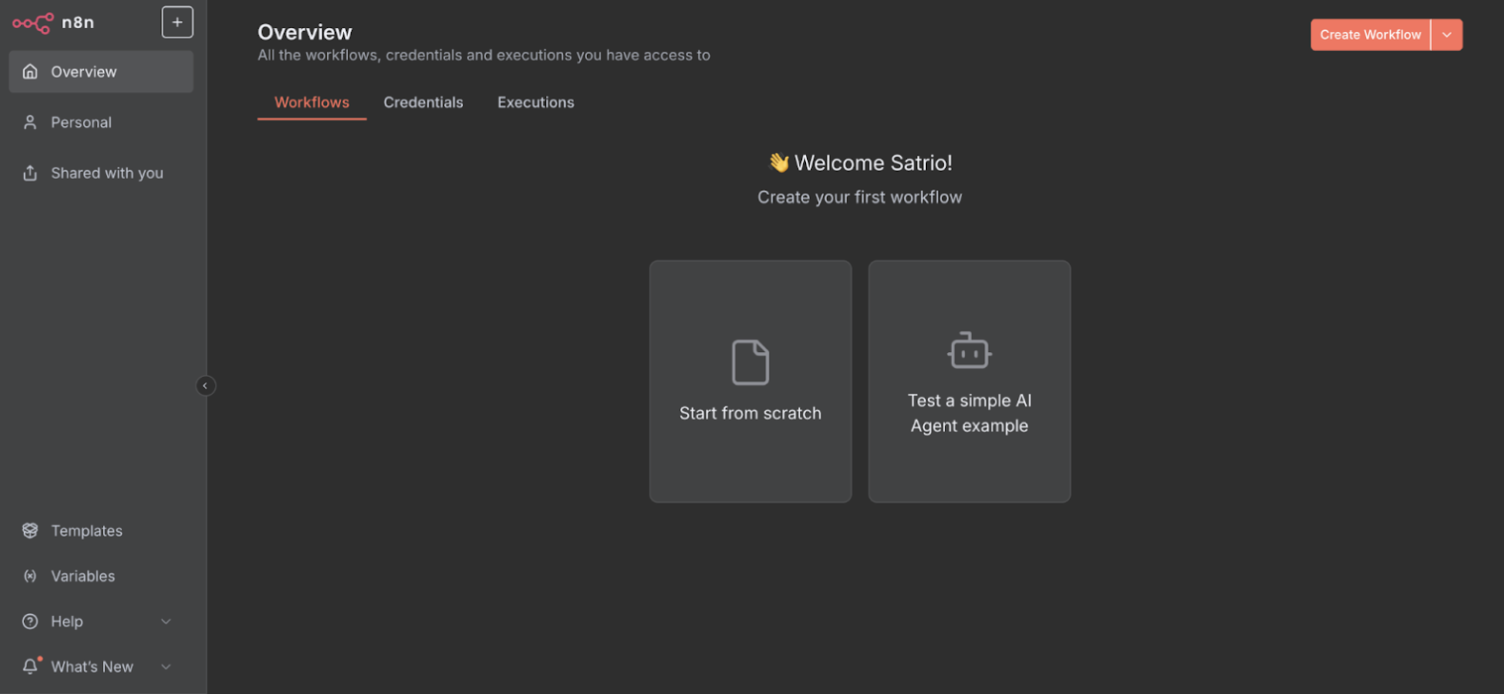 n8n
+
Overview
Personal
Shared with you
Templates
Variables
Help
What's New
Overview
All the workflows, credentials and executions you have access to
Create Workflow
Workflows Credentials Executions
👋 Welcome Satrio!
Create your first workflow
Start from scratch
Test a simple AI
Agent example